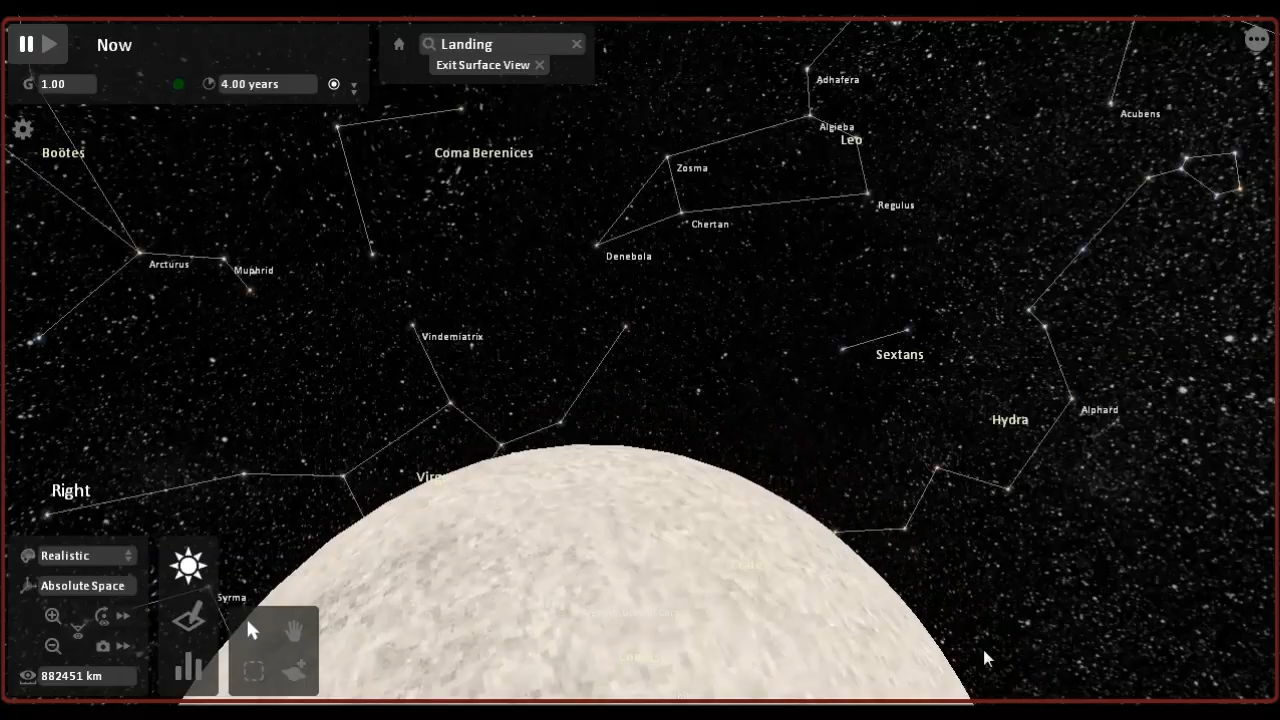 Now
Landing
Exit Surface View
G 1.00
4.00 years
Adhafera
Acubens
Algieba
Leo
Boötes
Coma Berenices
Zosma
Regulus
Chertan
Denebola
Arcturus
Muphrid
Vindemiatrix
Sextans
Alphard
Hydra
Right
Realistic
Absolute Space
Syrma
882451 km